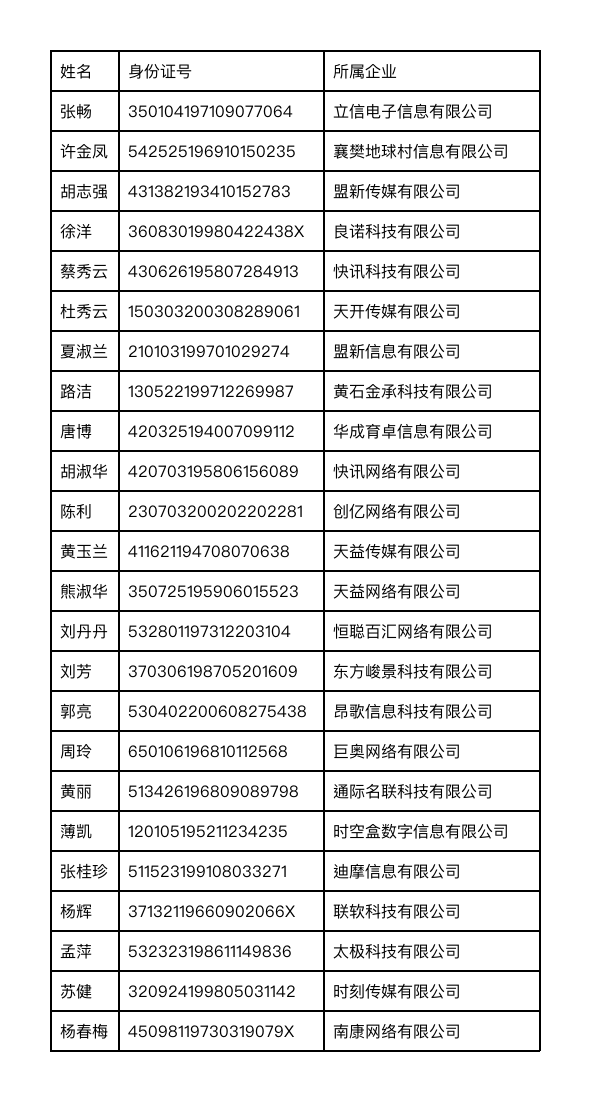 姓名 身份证号 所属企业
张畅 350104197109077064 立信电子信息有限公司
许金凤 542525196910150235 襄樊地球村信息有限公司
胡志强 431382193410152783 盟新传媒有限公司
徐洋 36083019980422438X 良诺科技有限公司
蔡秀云 430626195807284913 快讯科技有限公司
杜秀云 150303200308289061 天开传媒有限公司
夏淑兰 210103199701029274 盟新信息有限公司
路洁 130522199712269987 黄石金承科技有限公司
唐博 420325194007099112 华成育卓信息有限公司
胡淑华 420703195806156089 快讯网络有限公司
陈利 230703200202202281 创亿网络有限公司
黄玉兰 411621194708070638 天益传媒有限公司
熊淑华 350725195906015523 天益网络有限公司
刘丹丹 532801197312203104 恒聪百汇网络有限公司
刘芳 370306198705201609 东方峻景科技有限公司
郭亮 530402200608275438 昂歌信息科技有限公司
周玲 650106196810112568 巨奥网络有限公司
黄丽 513426196809089798 通际名联科技有限公司
薄凯 120105195211234235 时空盒数字信息有限公司
张桂珍 511523199108033271 迪摩信息有限公司
杨辉 37132119660902066X 联软科技有限公司
孟萍 532323198611149836 太极科技有限公司
苏健 320924199805031142 时刻传媒有限公司
杨春梅 45098119730319079X 南康网络有限公司